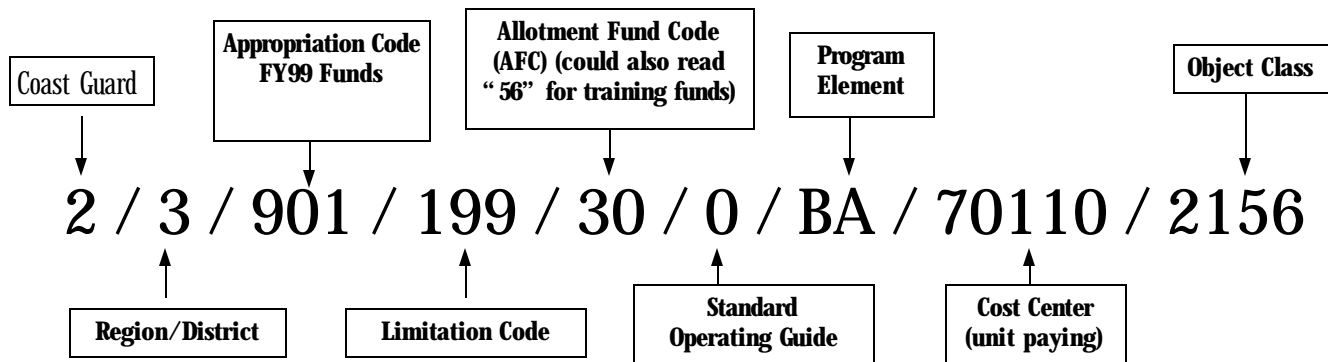 Coast Guard
Appropriation Code
FY99 Funds
Allotment Fund Code
(AFC) (could also read
“56” for training funds)
Program
Element
Object Class
2 / 3 / 901 / 199 / 30 / 0 / BA / 70110 / 2156
Region/District
Limitation Code
Standard
Operating Guide
Cost Center
(unit paying)